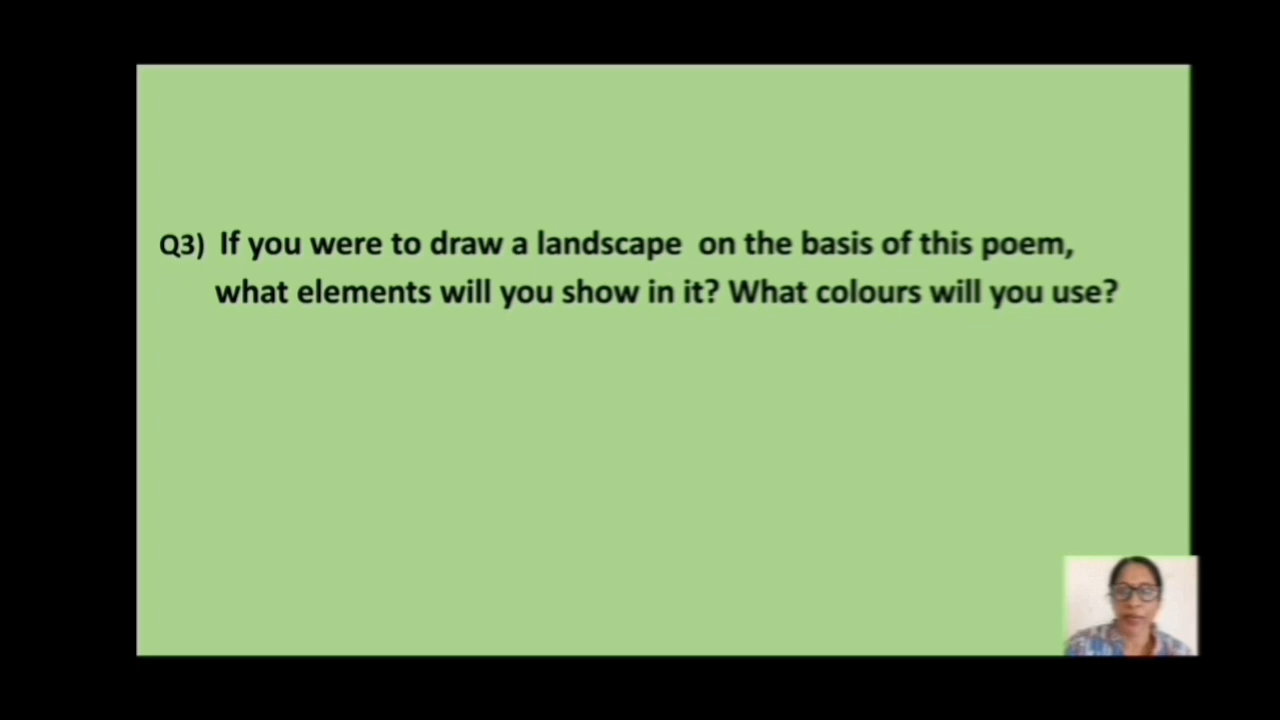 Q3) If you were to draw a landscape on the basis of this poem,
what elements will you show in it? What colours will you use?